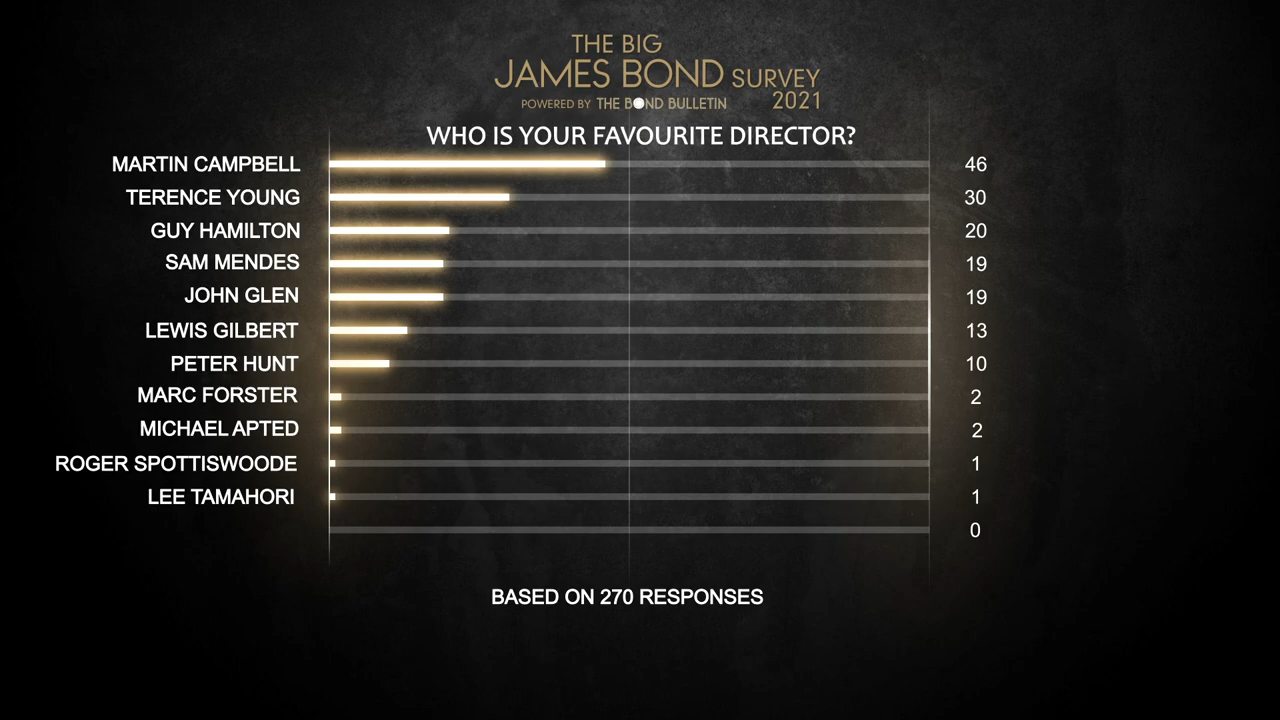 THE BIG
JAMES BOND SURVEY
POWERED BY THE BOND BULLETIN 2021
WHO IS YOUR FAVOURITE DIRECTOR?
MARTIN CAMPBELL 46
TERENCE YOUNG 30
GUY HAMILTON 20
SAM MENDES 19
JOHN GLEN 19
LEWIS GILBERT 13
PETER HUNT 10
MARC FORSTER 2
MICHAEL APTED 2
ROGER SPOTTISWOODE 1
LEE TAMAHORI 1
0
BASED ON 270 RESPONSES